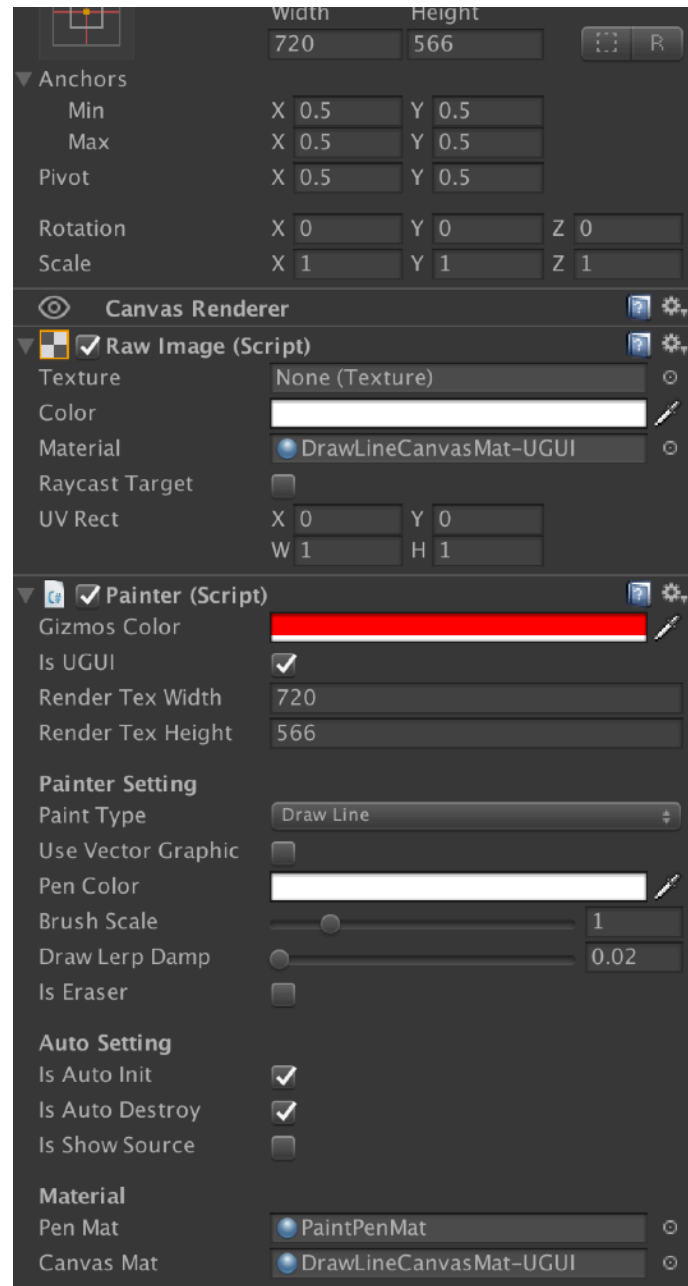 Width Height
720 566 R
Anchors
Min X 0.5 Y 0.5
Max X 0.5 Y 0.5
Pivot X 0.5 Y 0.5
Rotation X 0 Y 0 Z 0
Scale X 1 Y 1 Z 1
Canvas Renderer
Raw Image (Script)
Texture None (Texture)
Color
Material DrawLineCanvasMat-UGUI
Raycast Target
UV Rect X 0 Y 0
W 1 H 1
C# Painter (Script)
Gizmos Color
Is UGUI
Render Tex Width 720
Render Tex Height 566
Painter Setting
Paint Type Draw Line
Use Vector Graphic
Pen Color
Brush Scale 1
Draw Lerp Damp 0.02
Is Eraser
Auto Setting
Is Auto Init
Is Auto Destroy
Is Show Source
Material
Pen Mat PaintPenMat
Canvas Mat DrawLineCanvasMat-UGUI